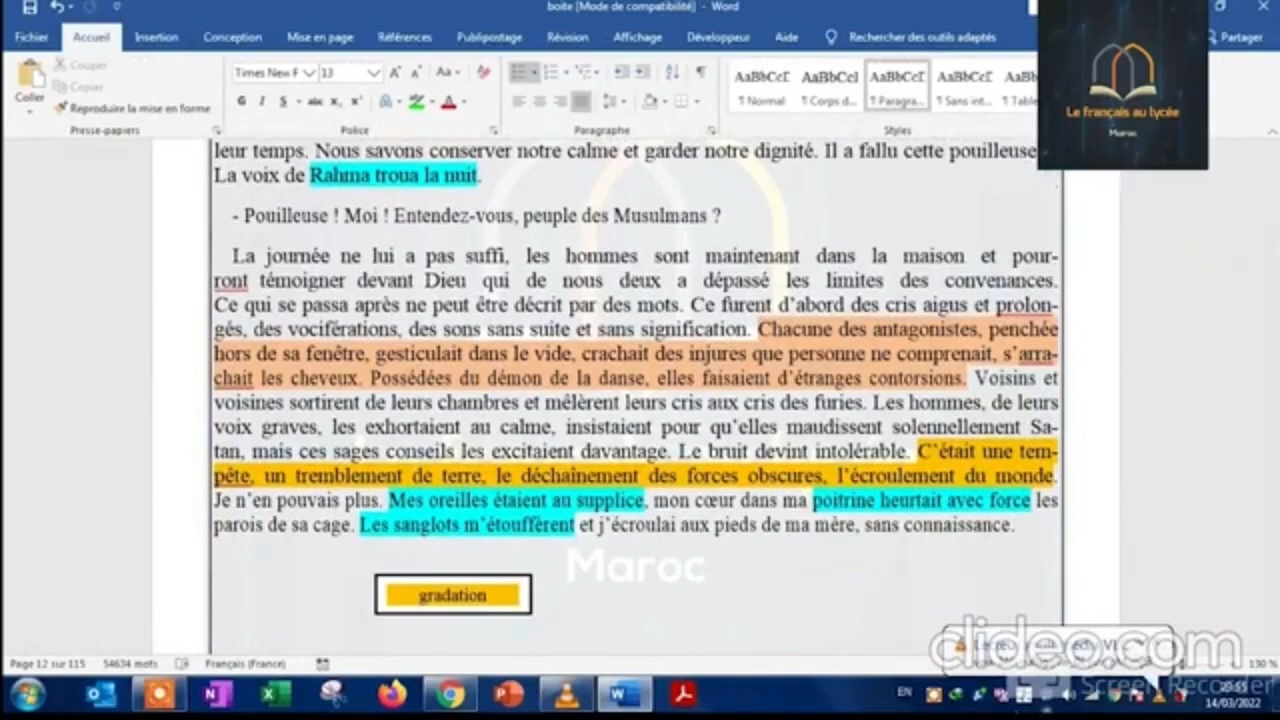 boite [Mode de compatibilité] - Word
Fichier Accueil Insertion Conception Mise en page Références Publipostage Révision Affichage Développeur Aide Rechercher des outils adaptés Partager
Couper
Copier
Coller
Reproduire la mise en forme
Times New F 13
AaBbCcI AaBbCcl AaBbCcI AaBbCcI AaBb
¶ Normal ¶ Corps d... ¶ Paragra... ¶ Sans int... ¶ Table
Presse-papiers Police Paragraphe Styles
Le français au lycée
Maroc
leur temps. Nous savons conserver notre calme et garder notre dignité. Il a fallu cette pouilleuse
La voix de Rahma troua la nuit.
- Pouilleuse ! Moi ! Entendez-vous, peuple des Musulmans ?
La journée ne lui a pas suffi, les hommes sont maintenant dans la maison et pour-
ront témoigner devant Dieu qui de nous deux a dépassé les limites des convenances.
Ce qui se passa après ne peut être décrit par des mots. Ce furent d'abord des cris aigus et prolon-
gés, des vociférations, des sons sans suite et sans signification. Chacune des antagonistes, penchée
hors de sa fenêtre, gesticulait dans le vide, crachait des injures que personne ne comprenait, s'arra-
chait les cheveux. Possédées du démon de la danse, elles faisaient d'étranges contorsions. Voisins et
voisines sortirent de leurs chambres et mêlèrent leurs cris aux cris des furies. Les hommes, de leurs
voix graves, les exhortaient au calme, insistaient pour qu'elles maudissent solennellement Sa-
tan, mais ces sages conseils les excitaient davantage. Le bruit devint intolérable. C'était une tem-
pête, un tremblement de terre, le déchaînement des forces obscures, l'écroulement du monde.
Je n'en pouvais plus. Mes oreilles étaient au supplice, mon cœur dans ma poitrine heurtait avec force les
parois de sa cage. Les sanglots m'étouffèrent et j'écroulai aux pieds de ma mère, sans connaissance.
Maroc
gradation
clideo.com
Page 12 sur 115 54634 mots Français (France) 130 %
Screen Recorder
EN 20:55
14/03/2022